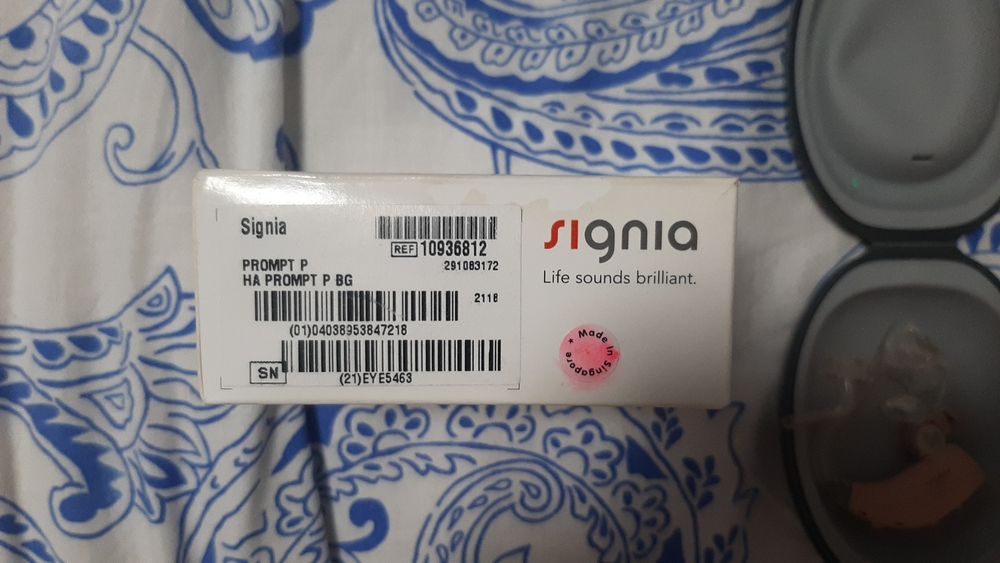 Signia
REF 10936812
291083172
PROMPT P
HA PROMPT P BG
2118
(01)04038953847218
SN
(21)EYE5463
signia
Life sounds brilliant.
Made in Singapore